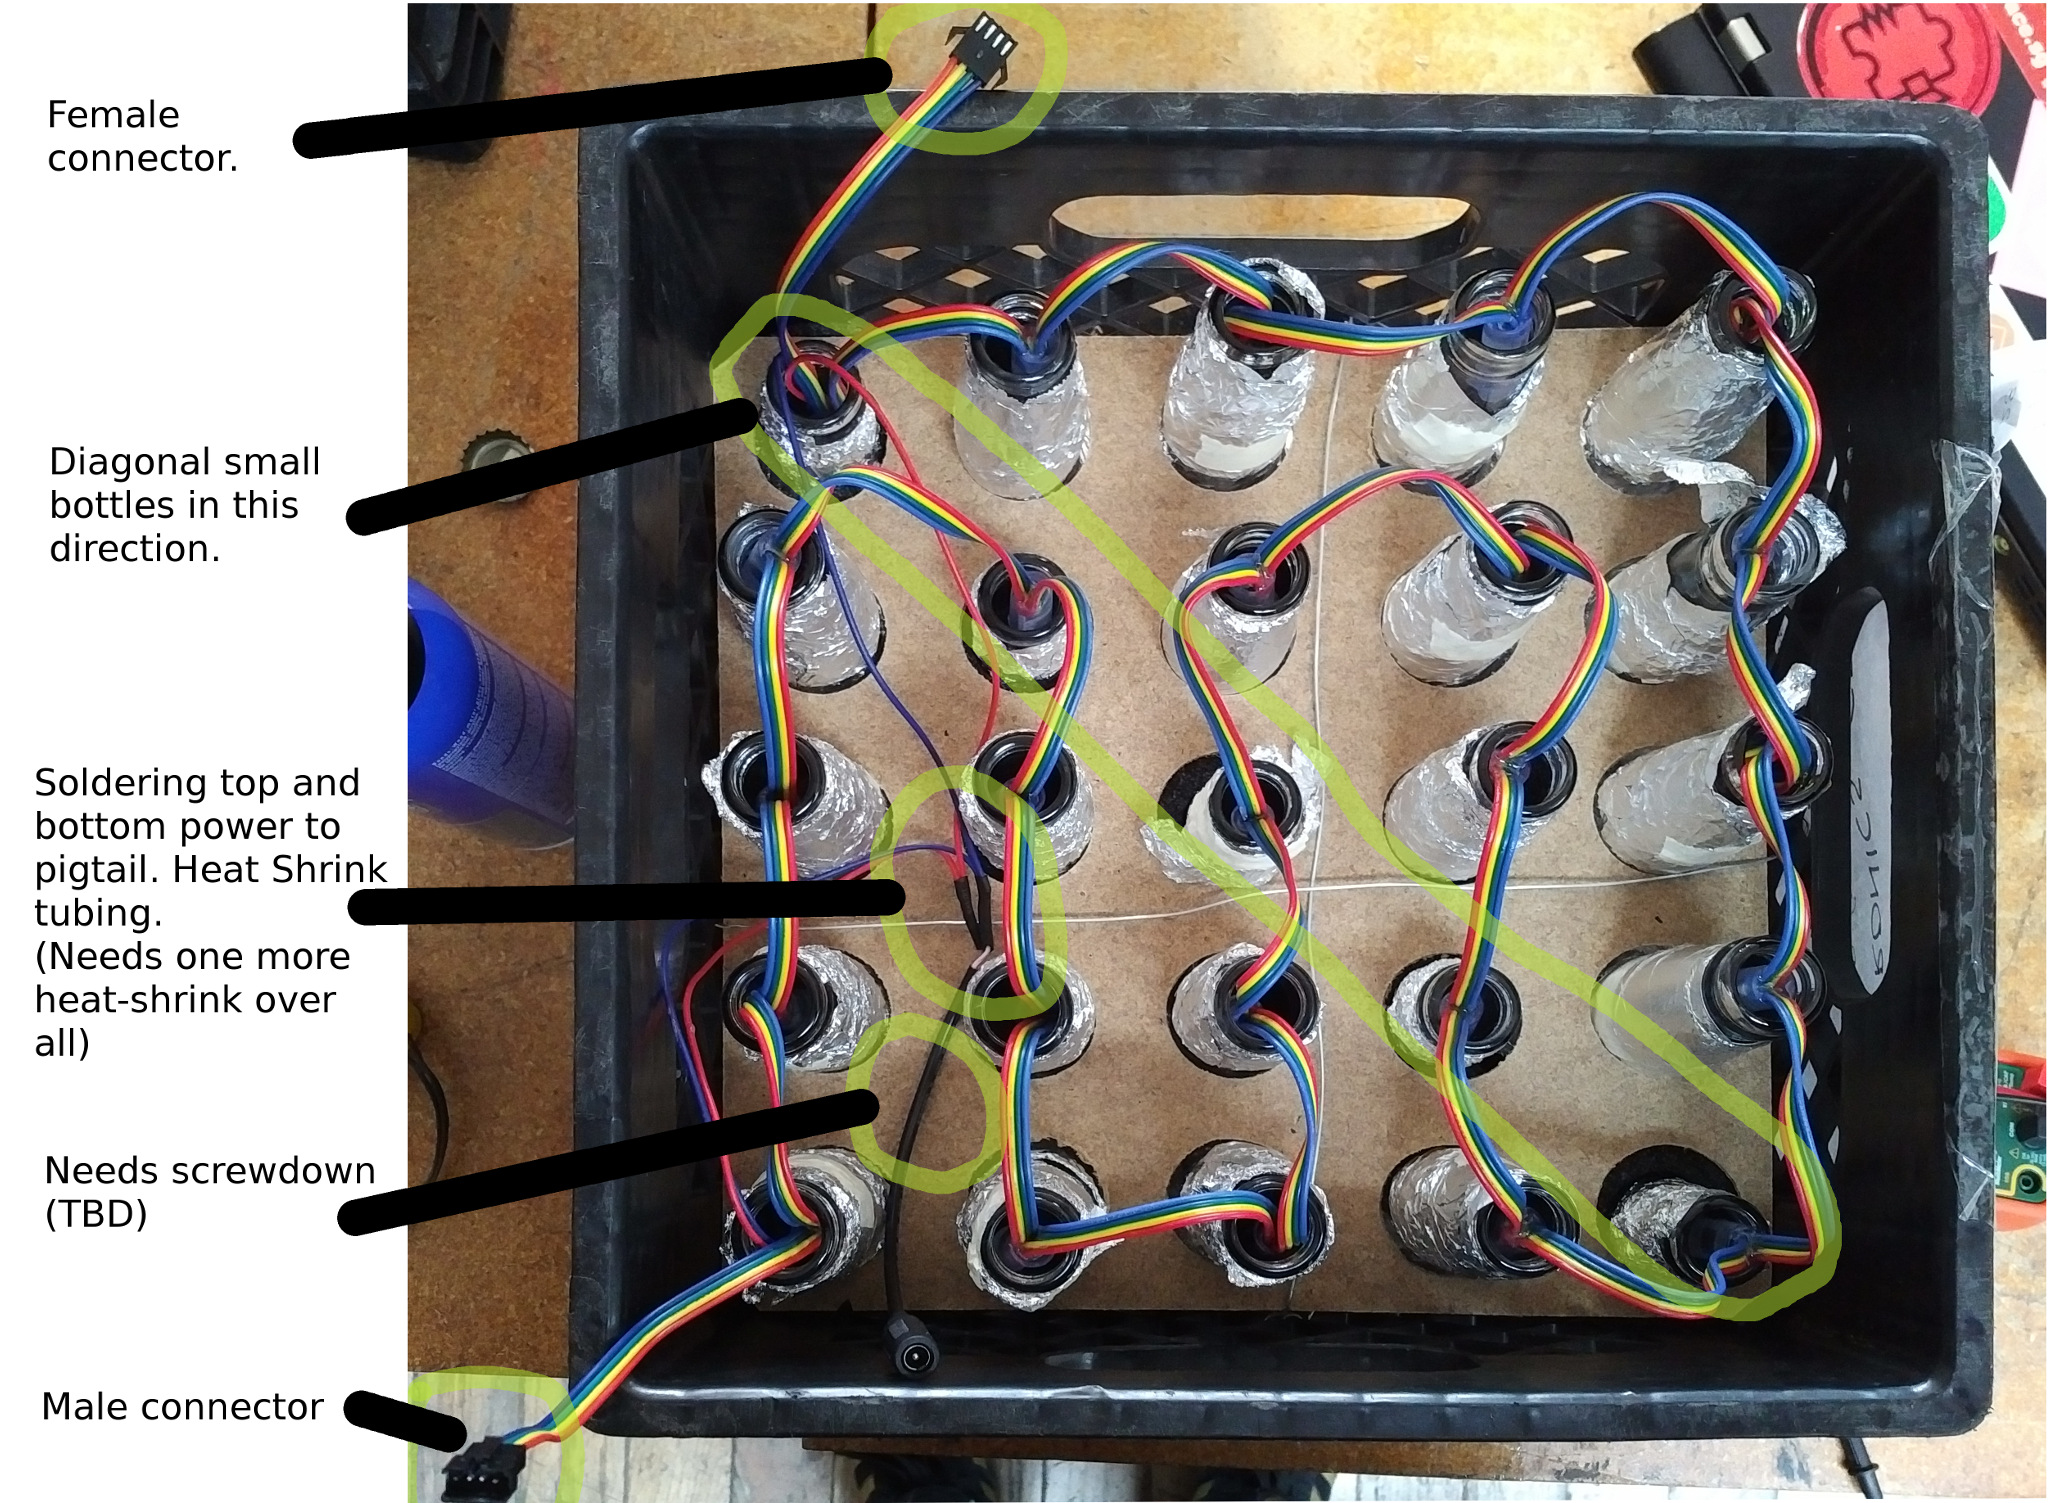 Female
connector.
Diagonal small
bottles in this
direction.
Soldering top and
bottom power to
pigtail. Heat Shrink
tubing.
(Needs one more
heat-shrink over
all)
Needs screwdown
(TBD)
Male connector